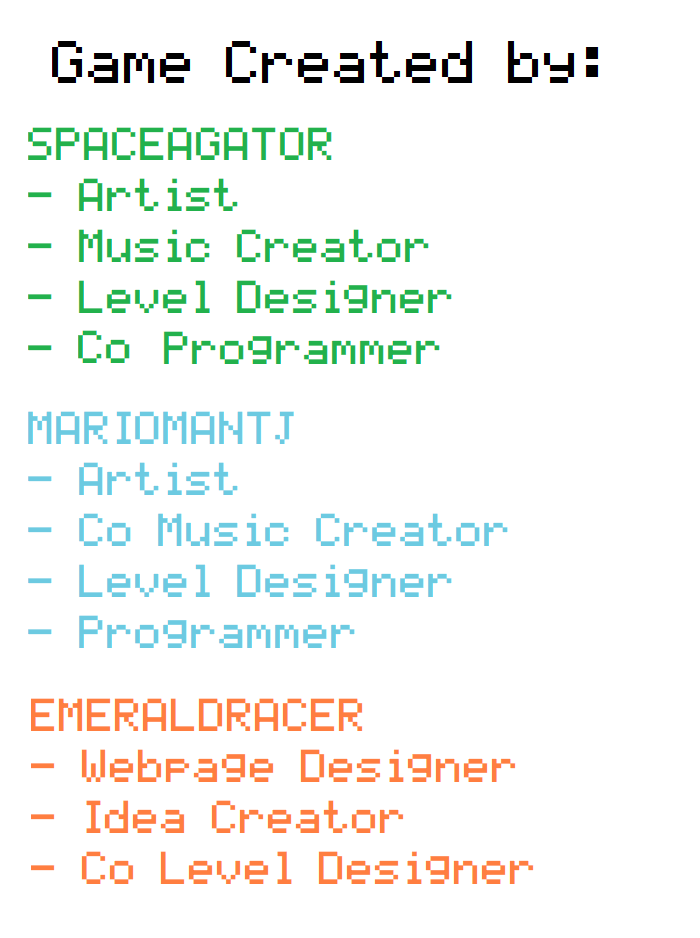 Game Created by:
SPACEAGATOR
- Artist
- Music Creator
- Level Designer
- Co Programmer
MARIOMANTJ
- Artist
- Co Music Creator
- Level Designer
- Programmer
EMERALDRACER
- Webpage Designer
- Idea Creator
- Co Level Designer